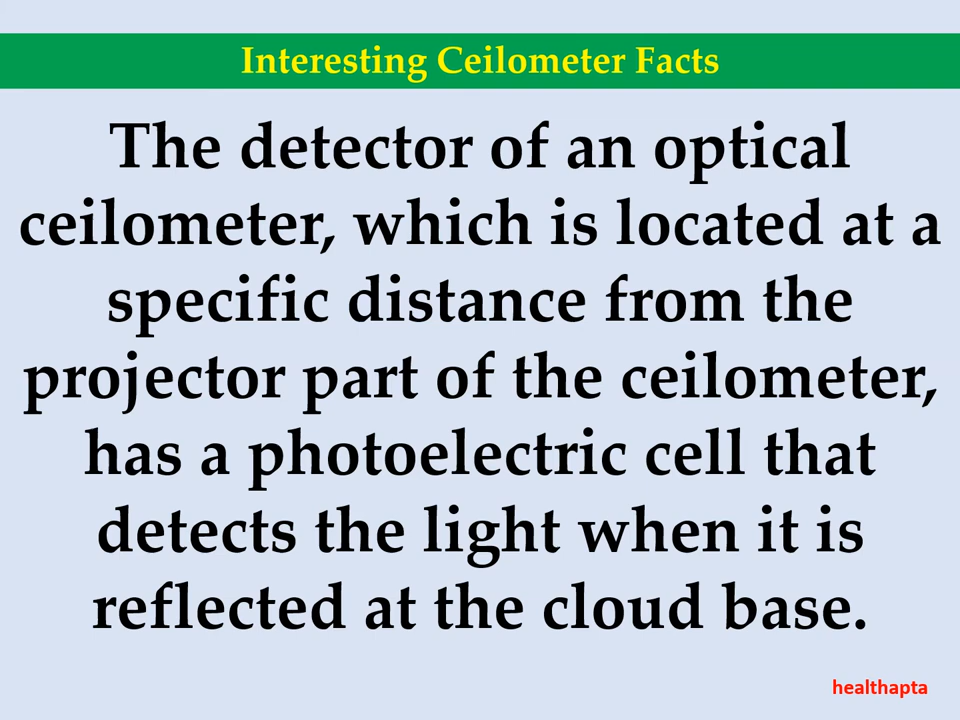 Interesting Ceilometer Facts
The detector of an optical
ceilometer, which is located at a
specific distance from the
projector part of the ceilometer,
has a photoelectric cell that
detects the light when it is
reflected at the cloud base.
healthapta